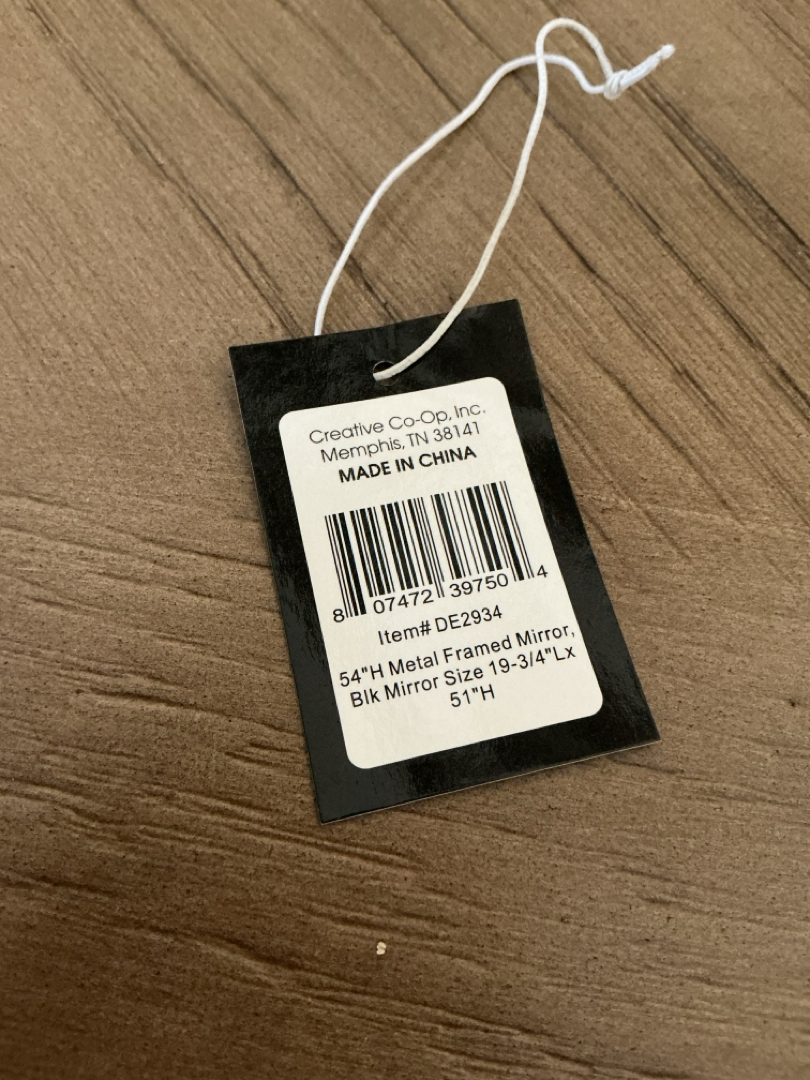 Creative Co-Op, Inc.
Memphis, TN 38141
MADE IN CHINA
8 07472 39750 4
Item# DE2934
54"H Metal Framed Mirror,
Blk Mirror Size 19-3/4"Lx
51"H